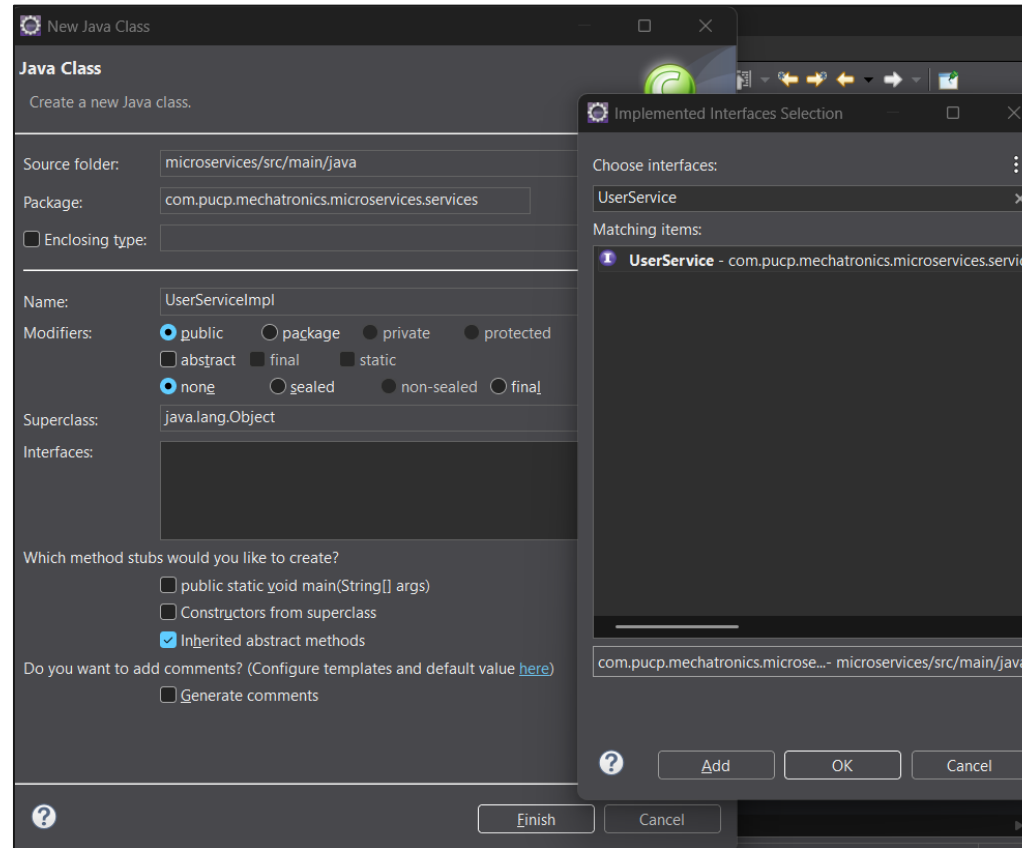 New Java Class
Java Class
Create a new Java class.
Source folder: microservices/src/main/java
Package: com.pucp.mechatronics.microservices.services
Enclosing type:
Name: UserServiceImpl
Modifiers: public package private protected
abstract final static
none sealed non-sealed final
Superclass: java.lang.Object
Interfaces:
Which method stubs would you like to create?
public static void main(String[] args)
Constructors from superclass
Inherited abstract methods
Do you want to add comments? (Configure templates and default value here)
Generate comments
Finish Cancel
Implemented Interfaces Selection
Choose interfaces:
UserService
Matching items:
UserService - com.pucp.mechatronics.microservices.servic
com.pucp.mechatronics.microse...- microservices/src/main/java
Add OK Cancel